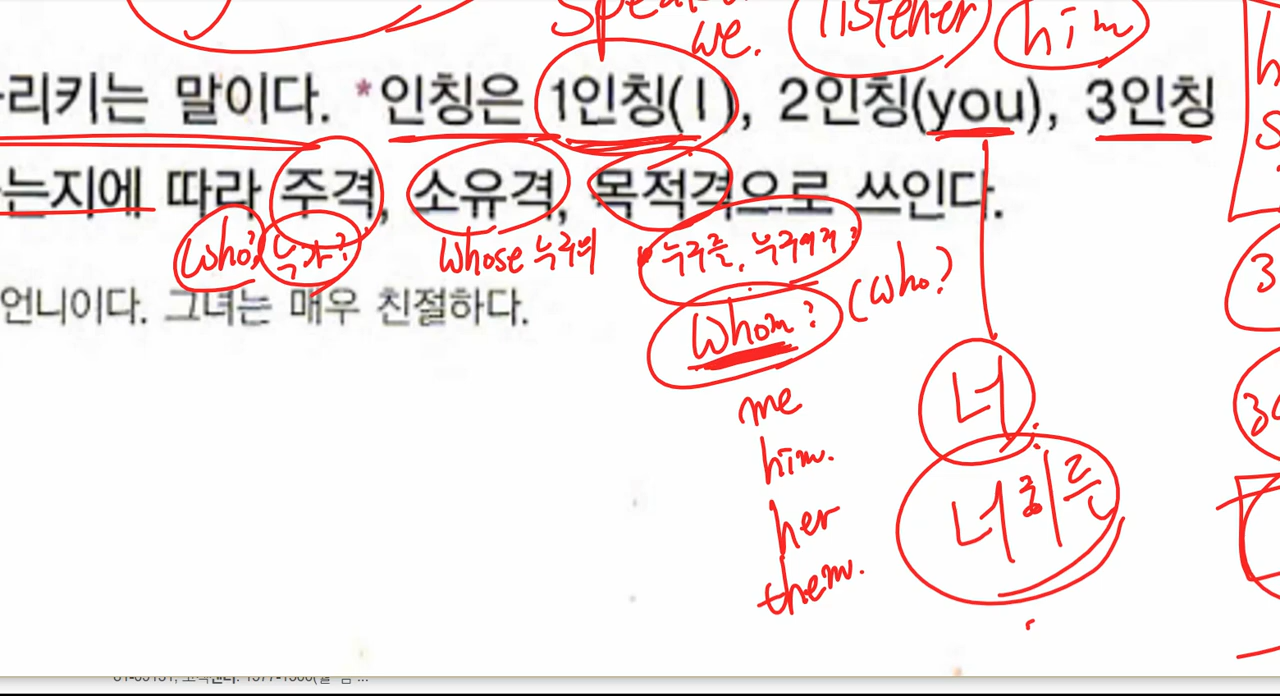 we. listener him
리키는 말이다. *인칭은 1인칭(I), 2인칭(you), 3인칭
는지에 따라 주격, 소유격, 목적격으로 쓰인다.
who? 누가? whose 누구의 누구를, 누구에게?
whom? (who?
언니이다. 그녀는 매우 친절하다.
me
him.
her
them.
너
너희들